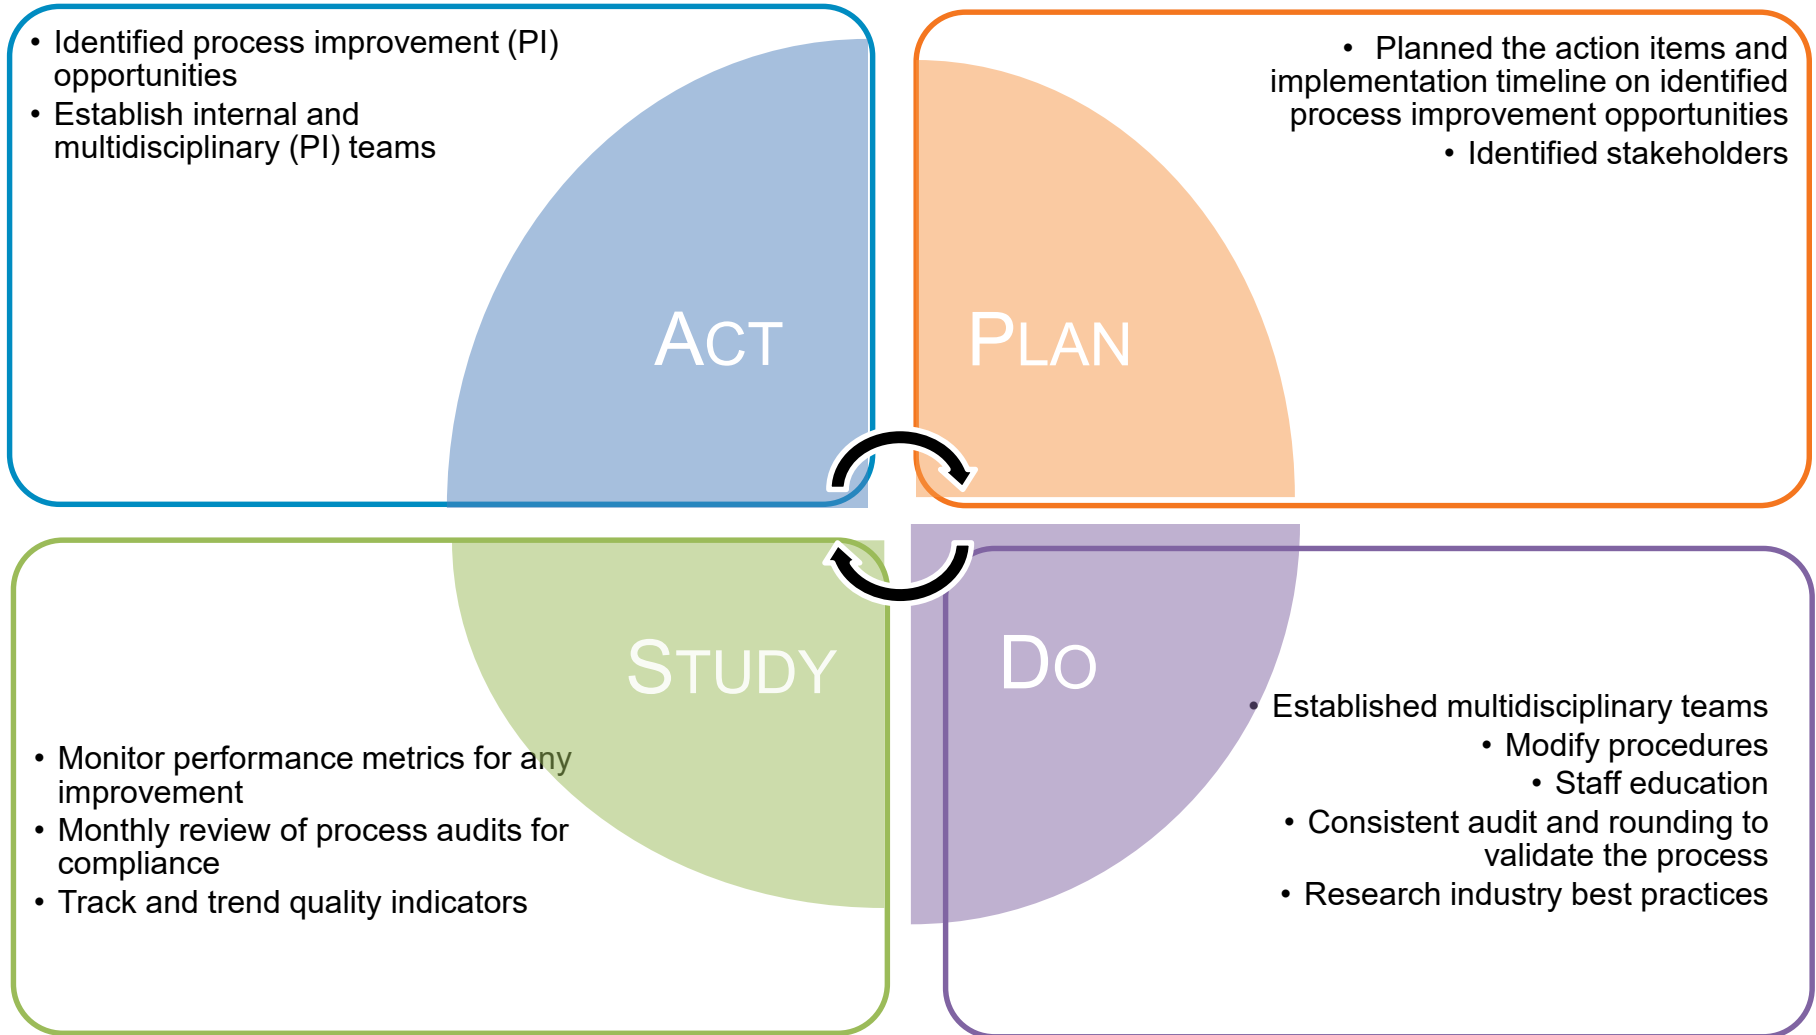 • Identified process improvement (PI)
opportunities
• Establish internal and
multidisciplinary (PI) teams
ACT
• Planned the action items and
implementation timeline on identified
process improvement opportunities
• Identified stakeholders
PLAN
STUDY
• Monitor performance metrics for any
improvement
• Monthly review of process audits for
compliance
• Track and trend quality indicators
DO
• Established multidisciplinary teams
• Modify procedures
• Staff education
• Consistent audit and rounding to
validate the process
• Research industry best practices